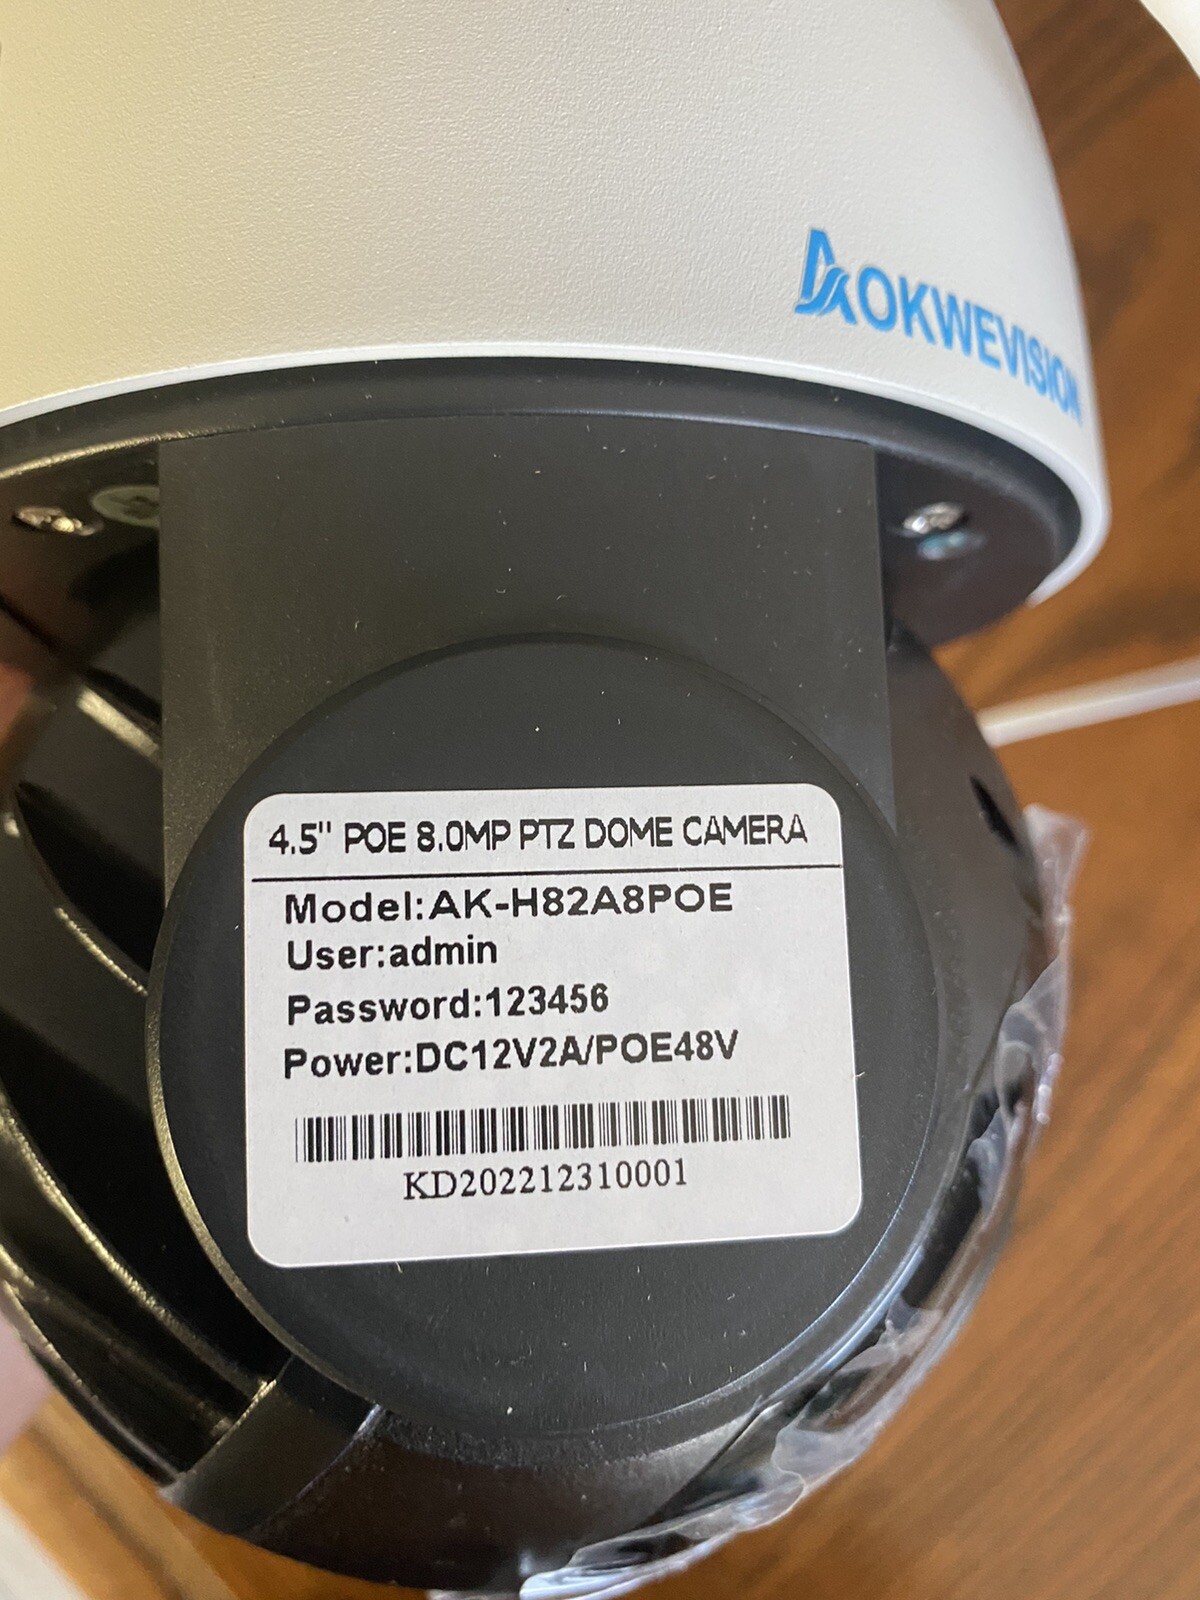 AOKWEVISION
4.5" POE 8.0MP PTZ DOME CAMERA
Model:AK-H82A8POE
User:admin
Password:123456
Power:DC12V2A/POE48V
KD202212310001